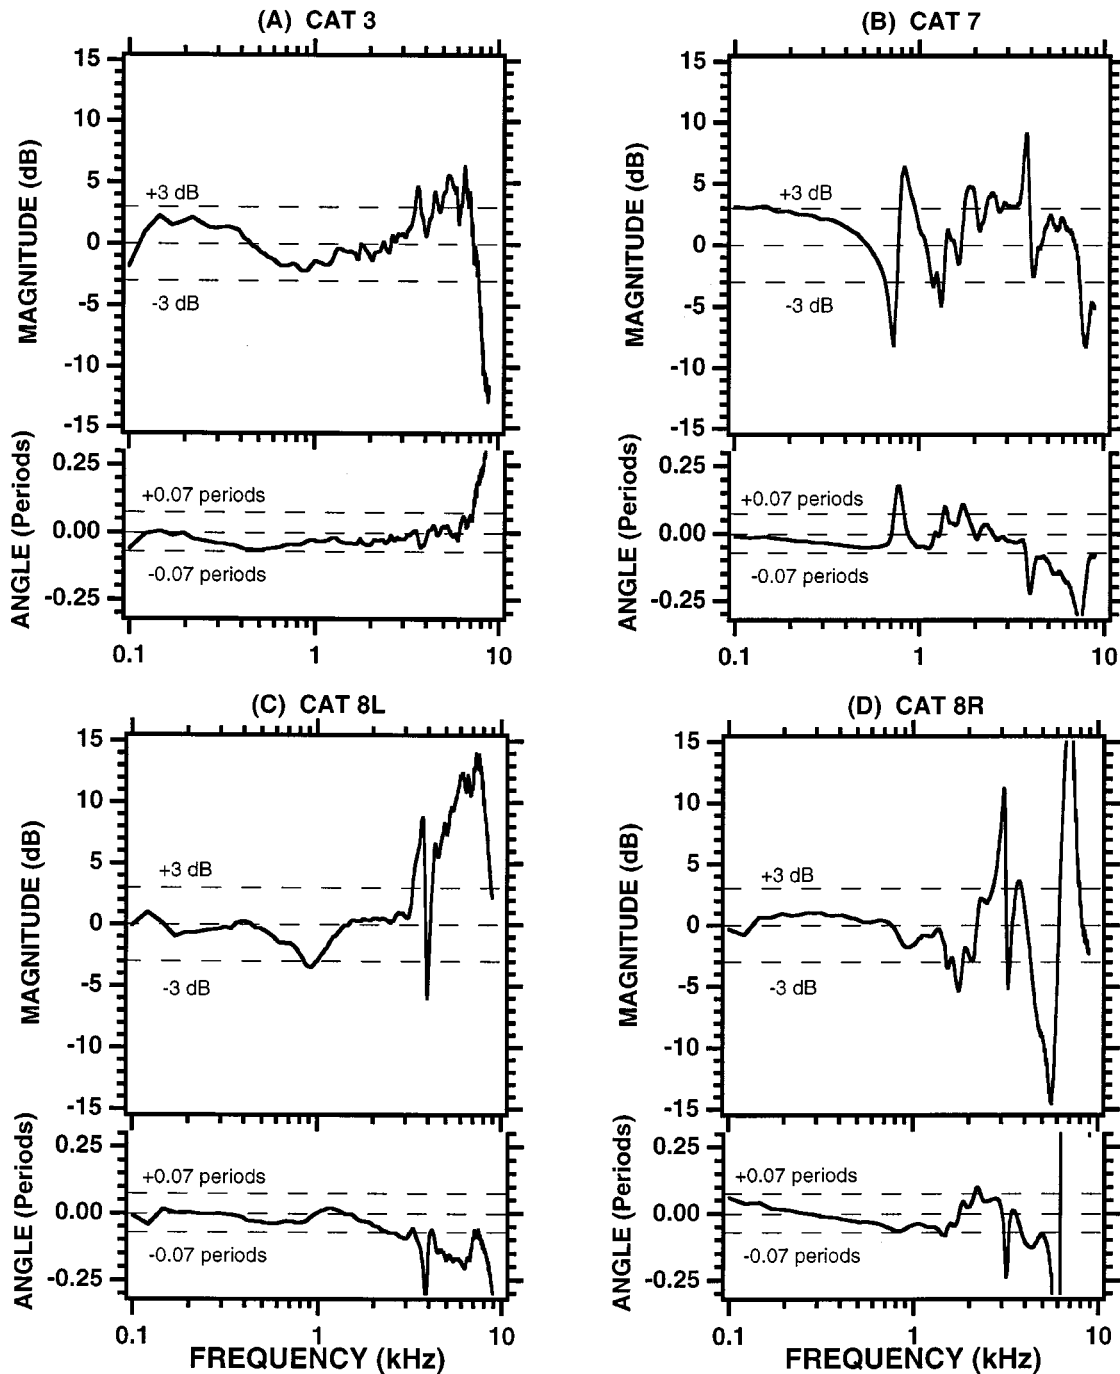 (A) CAT 3
MAGNITUDE (dB)
15
10
5
0
-5
-10
-15
+3 dB
-3 dB
ANGLE (Periods)
0.25
0.00
-0.25
+0.07 periods
-0.07 periods
0.1
1
10
(B) CAT 7
MAGNITUDE (dB)
15
10
5
0
-5
-10
-15
+3 dB
-3 dB
ANGLE (Periods)
0.25
0.00
-0.25
+0.07 periods
-0.07 periods
0.1
1
10
(C) CAT 8L
MAGNITUDE (dB)
15
10
5
0
-5
-10
-15
+3 dB
-3 dB
ANGLE (Periods)
0.25
0.00
-0.25
+0.07 periods
-0.07 periods
0.1
1
10
FREQUENCY (kHz)
(D) CAT 8R
MAGNITUDE (dB)
15
10
5
0
-5
-10
-15
+3 dB
-3 dB
ANGLE (Periods)
0.25
0.00
-0.25
+0.07 periods
-0.07 periods
0.1
1
10
FREQUENCY (kHz)